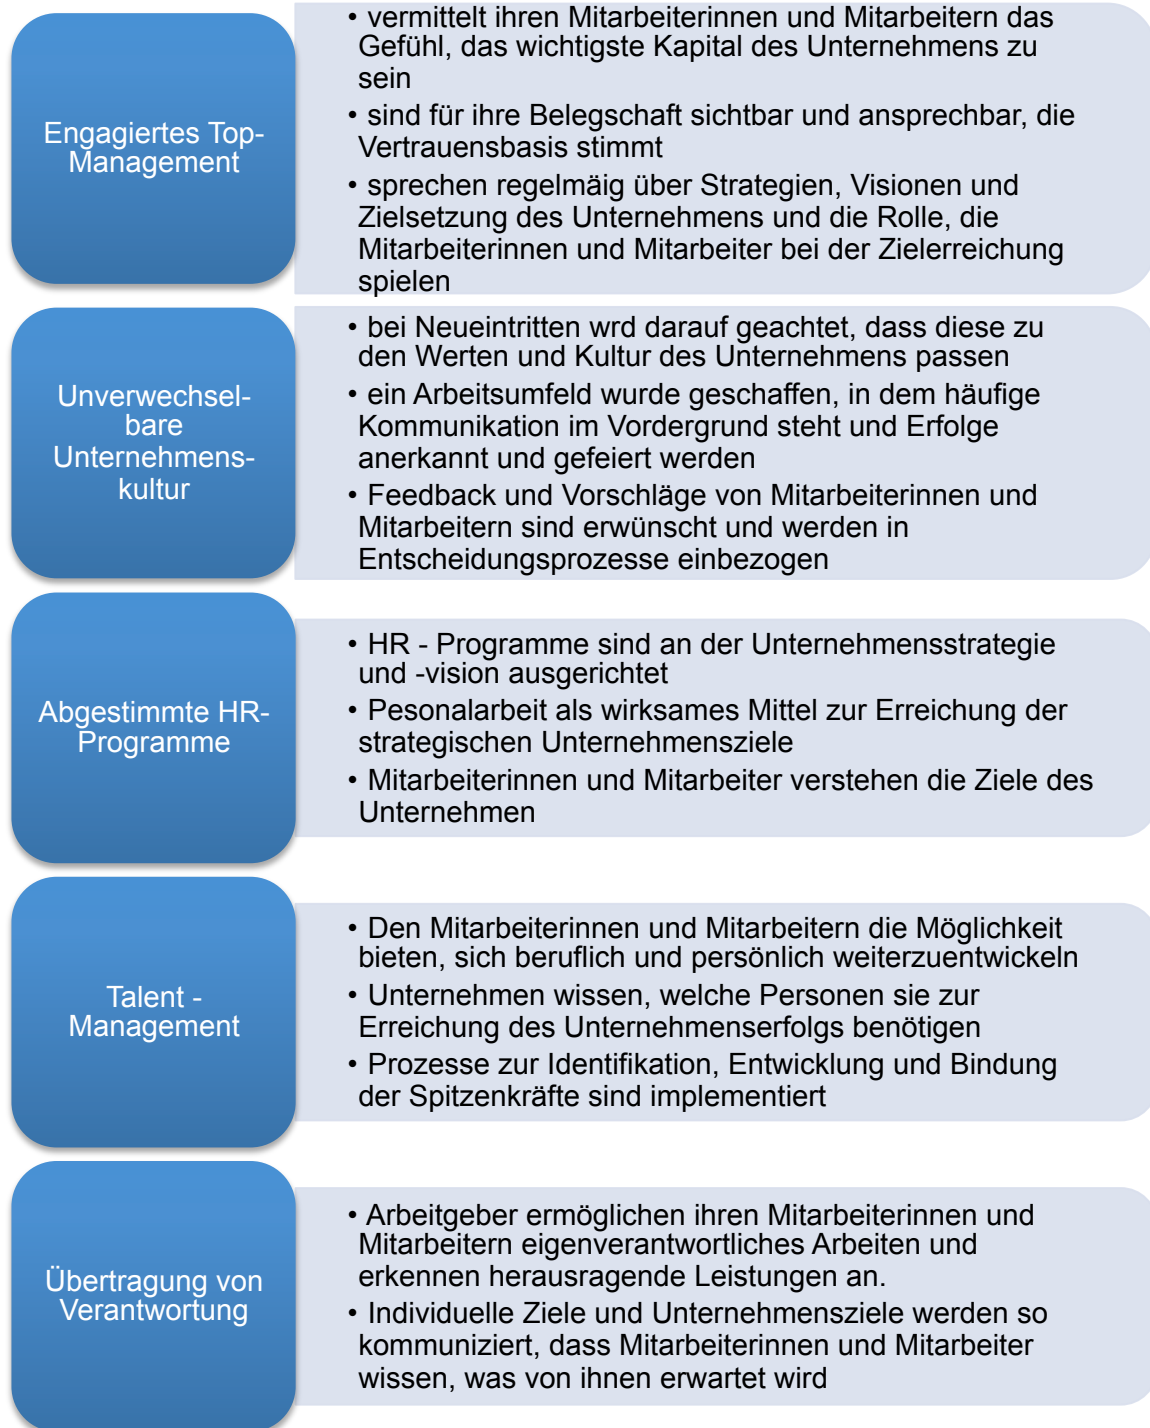 Engagiertes Top-
Management
• vermittelt ihren Mitarbeiterinnen und Mitarbeitern das
Gefühl, das wichtigste Kapital des Unternehmens zu
sein
• sind für ihre Belegschaft sichtbar und ansprechbar, die
Vertrauensbasis stimmt
• sprechen regelmäig über Strategien, Visionen und
Zielsetzung des Unternehmens und die Rolle, die
Mitarbeiterinnen und Mitarbeiter bei der Zielerreichung
spielen
Unverwechsel-
bare
Unternehmens-
kultur
• bei Neueintritten wrd darauf geachtet, dass diese zu
den Werten und Kultur des Unternehmens passen
• ein Arbeitsumfeld wurde geschaffen, in dem häufige
Kommunikation im Vordergrund steht und Erfolge
anerkannt und gefeiert werden
• Feedback und Vorschläge von Mitarbeiterinnen und
Mitarbeitern sind erwünscht und werden in
Entscheidungsprozesse einbezogen
Abgestimmte HR-
Programme
• HR - Programme sind an der Unternehmensstrategie
und -vision ausgerichtet
• Pesonalarbeit als wirksames Mittel zur Erreichung der
strategischen Unternehmensziele
• Mitarbeiterinnen und Mitarbeiter verstehen die Ziele des
Unternehmen
Talent -
Management
• Den Mitarbeiterinnen und Mitarbeitern die Möglichkeit
bieten, sich beruflich und persönlich weiterzuentwickeln
• Unternehmen wissen, welche Personen sie zur
Erreichung des Unternehmenserfolgs benötigen
• Prozesse zur Identifikation, Entwicklung und Bindung
der Spitzenkräfte sind implementiert
Übertragung von
Verantwortung
• Arbeitgeber ermöglichen ihren Mitarbeiterinnen und
Mitarbeitern eigenverantwortliches Arbeiten und
erkennen herausragende Leistungen an.
• Individuelle Ziele und Unternehmensziele werden so
kommuniziert, dass Mitarbeiterinnen und Mitarbeiter
wissen, was von ihnen erwartet wird